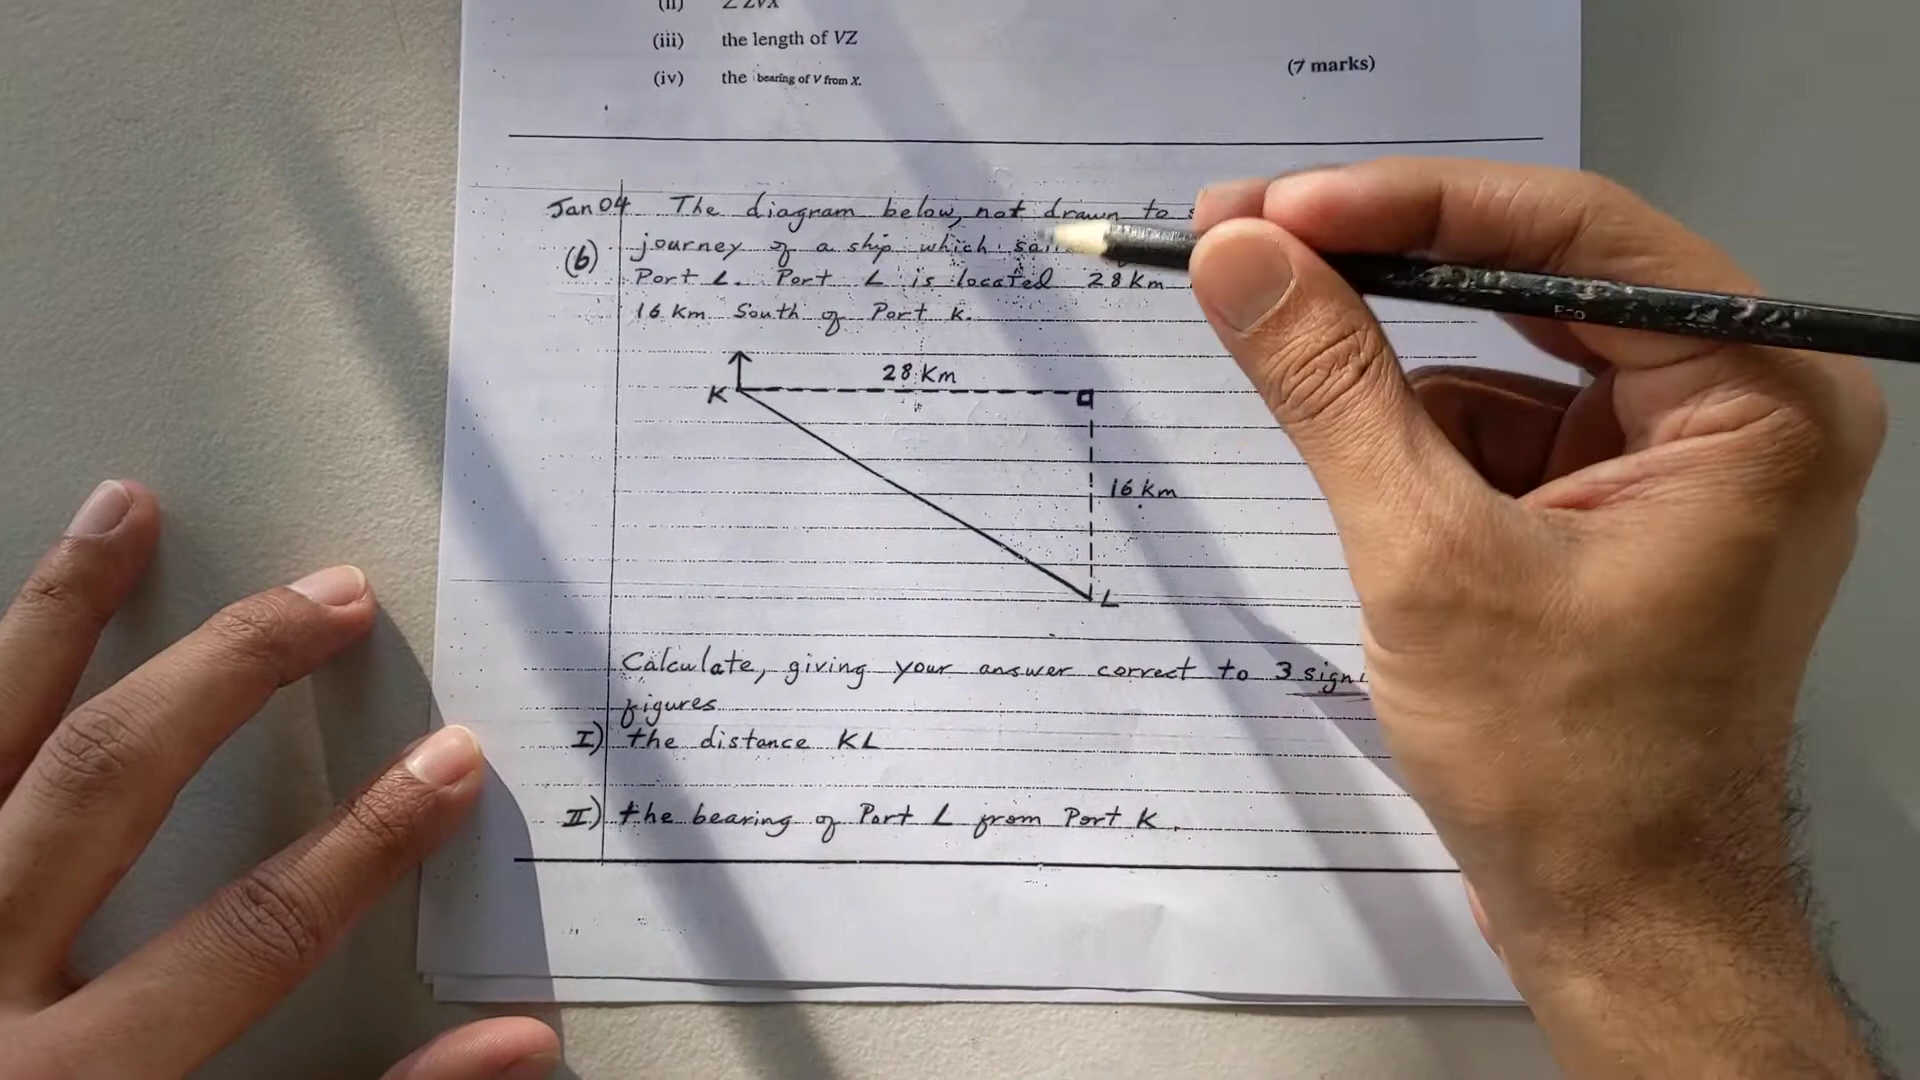 (ii) ∠ZVX
(iii) the length of VZ
(iv) the bearing of V from X.
(7 marks)
Jan 04 The diagram below, not drawn to
(b) journey of a ship which
Port L. Port L is located 28 km
16 km South of Port K.
28 Km
K
16 km
L
Calculate, giving your answer correct to 3
figures
I) the distance KL
II) the bearing of Port L from Port K.